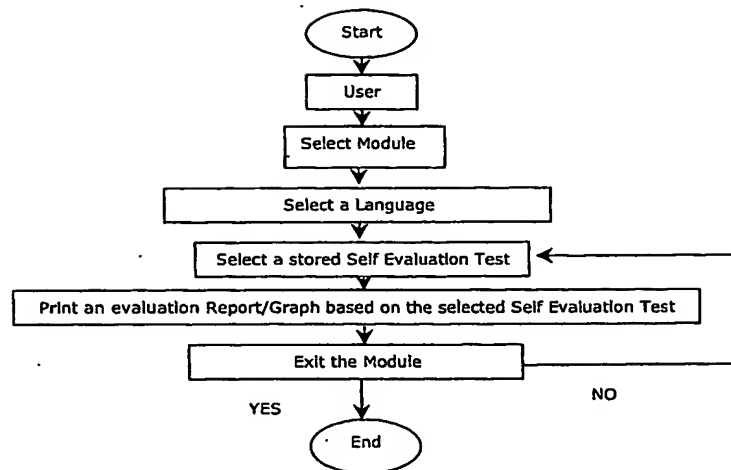 Start
User
Select Module
Select a Language
Select a stored Self Evaluation Test
Print an evaluation Report/Graph based on the selected Self Evaluation Test
Exit the Module
YES
NO
End